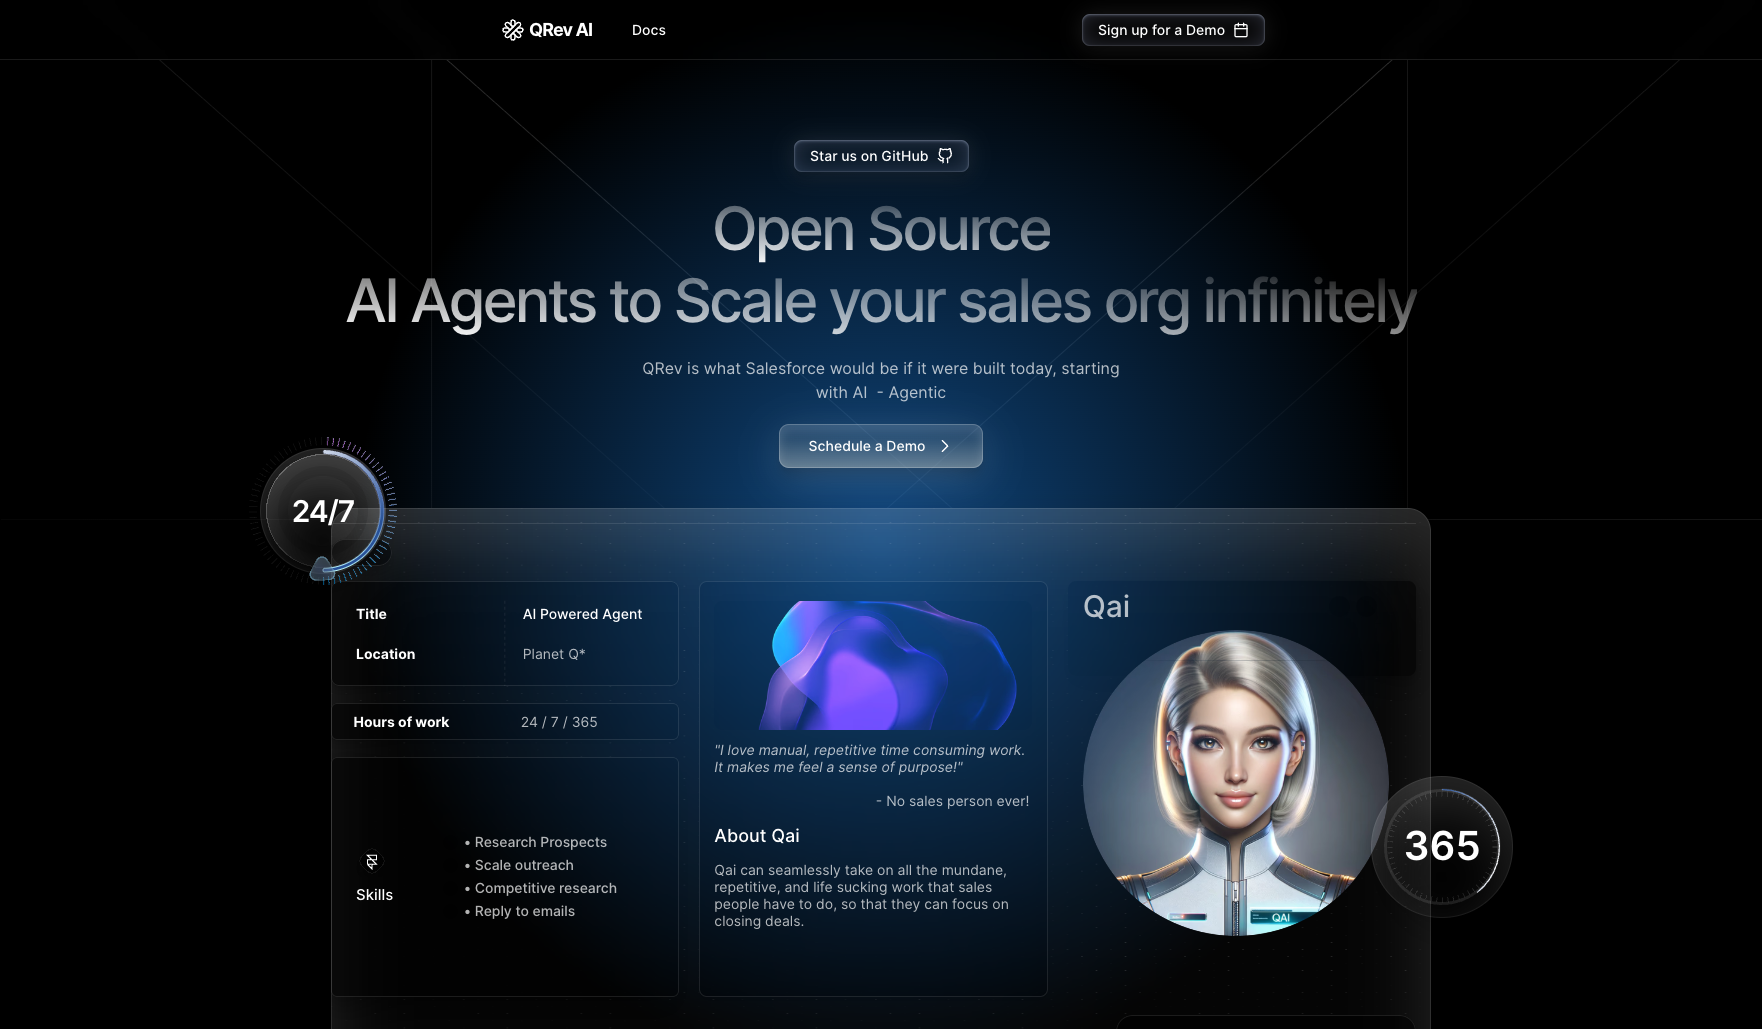 QRev AI
Docs
Sign up for a Demo
Star us on GitHub
Open Source
AI Agents to Scale your sales org infinitely
QRev is what Salesforce would be if it were built today, starting
with AI - Agentic
Schedule a Demo
24/7
Title
AI Powered Agent
Location
Planet Q*
Hours of work
24 / 7 / 365
Skills
• Research Prospects
• Scale outreach
• Competitive research
• Reply to emails
"I love manual, repetitive time consuming work.
It makes me feel a sense of purpose!"
- No sales person ever!
About Qai
Qai can seamlessly take on all the mundane,
repetitive, and life sucking work that sales
people have to do, so that they can focus on
closing deals.
Qai
QAI
365